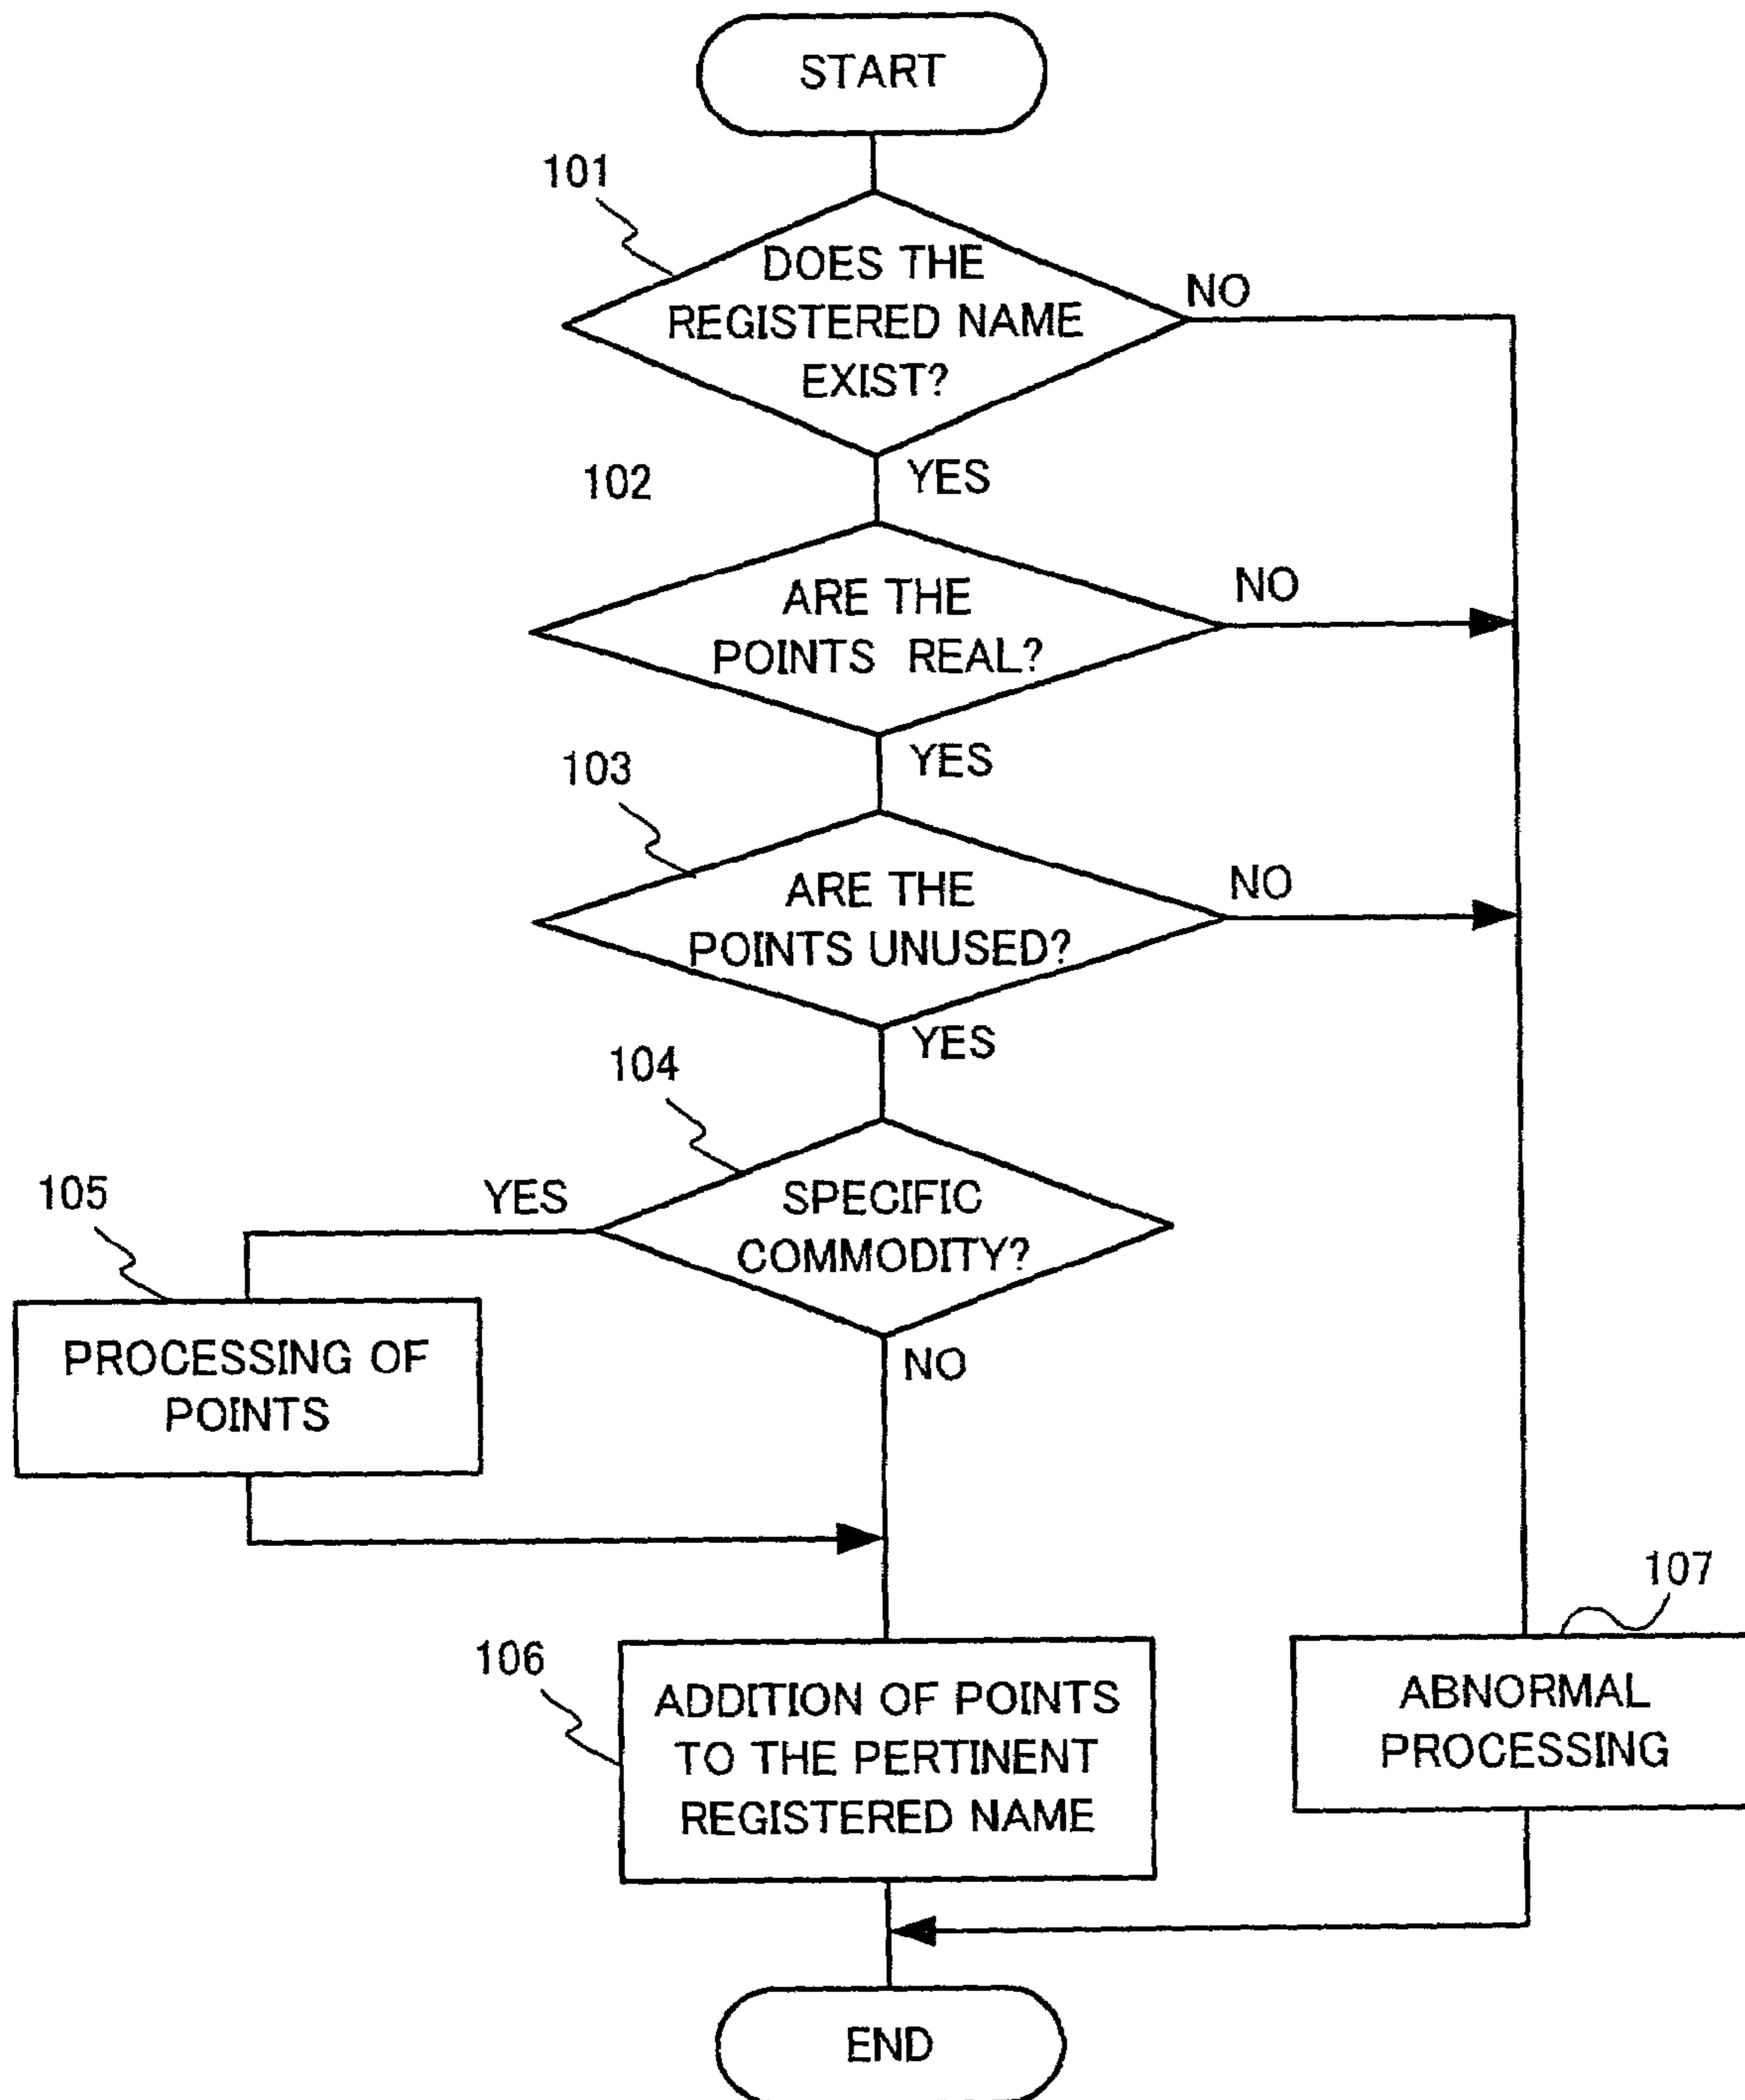 START
101
DOES THE
REGISTERED NAME
EXIST?
NO
YES
102
ARE THE
POINTS REAL?
NO
YES
103
ARE THE
POINTS UNUSED?
NO
YES
104
SPECIFIC
COMMODITY?
YES
NO
105
PROCESSING OF
POINTS
106
ADDITION OF POINTS
TO THE PERTINENT
REGISTERED NAME
107
ABNORMAL
PROCESSING
END